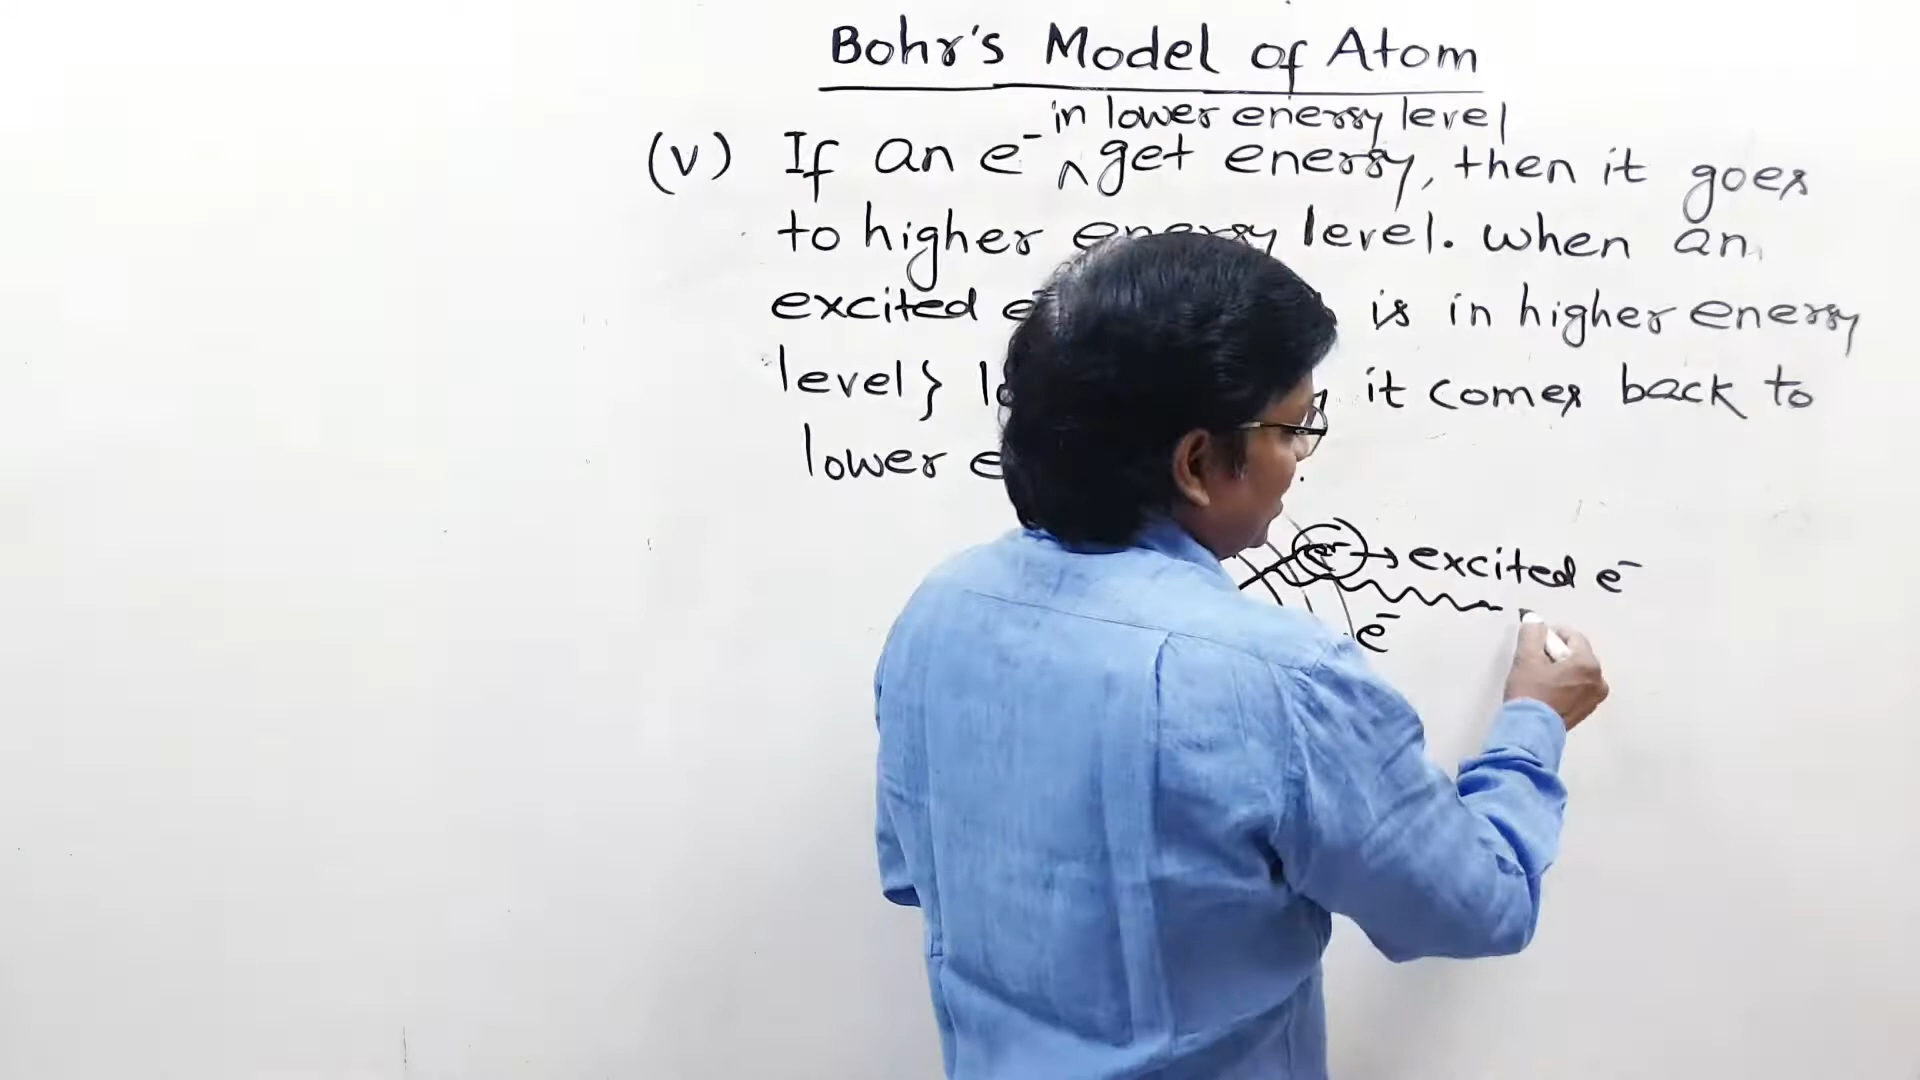 Bohr's Model of Atom
in lower energy level
(v) If an e⁻ ^ get energy, then it goes
to higher energy level. When an
excited is in higher energy
level} it comes back to
lower
e⁻ → excited e⁻
e⁻